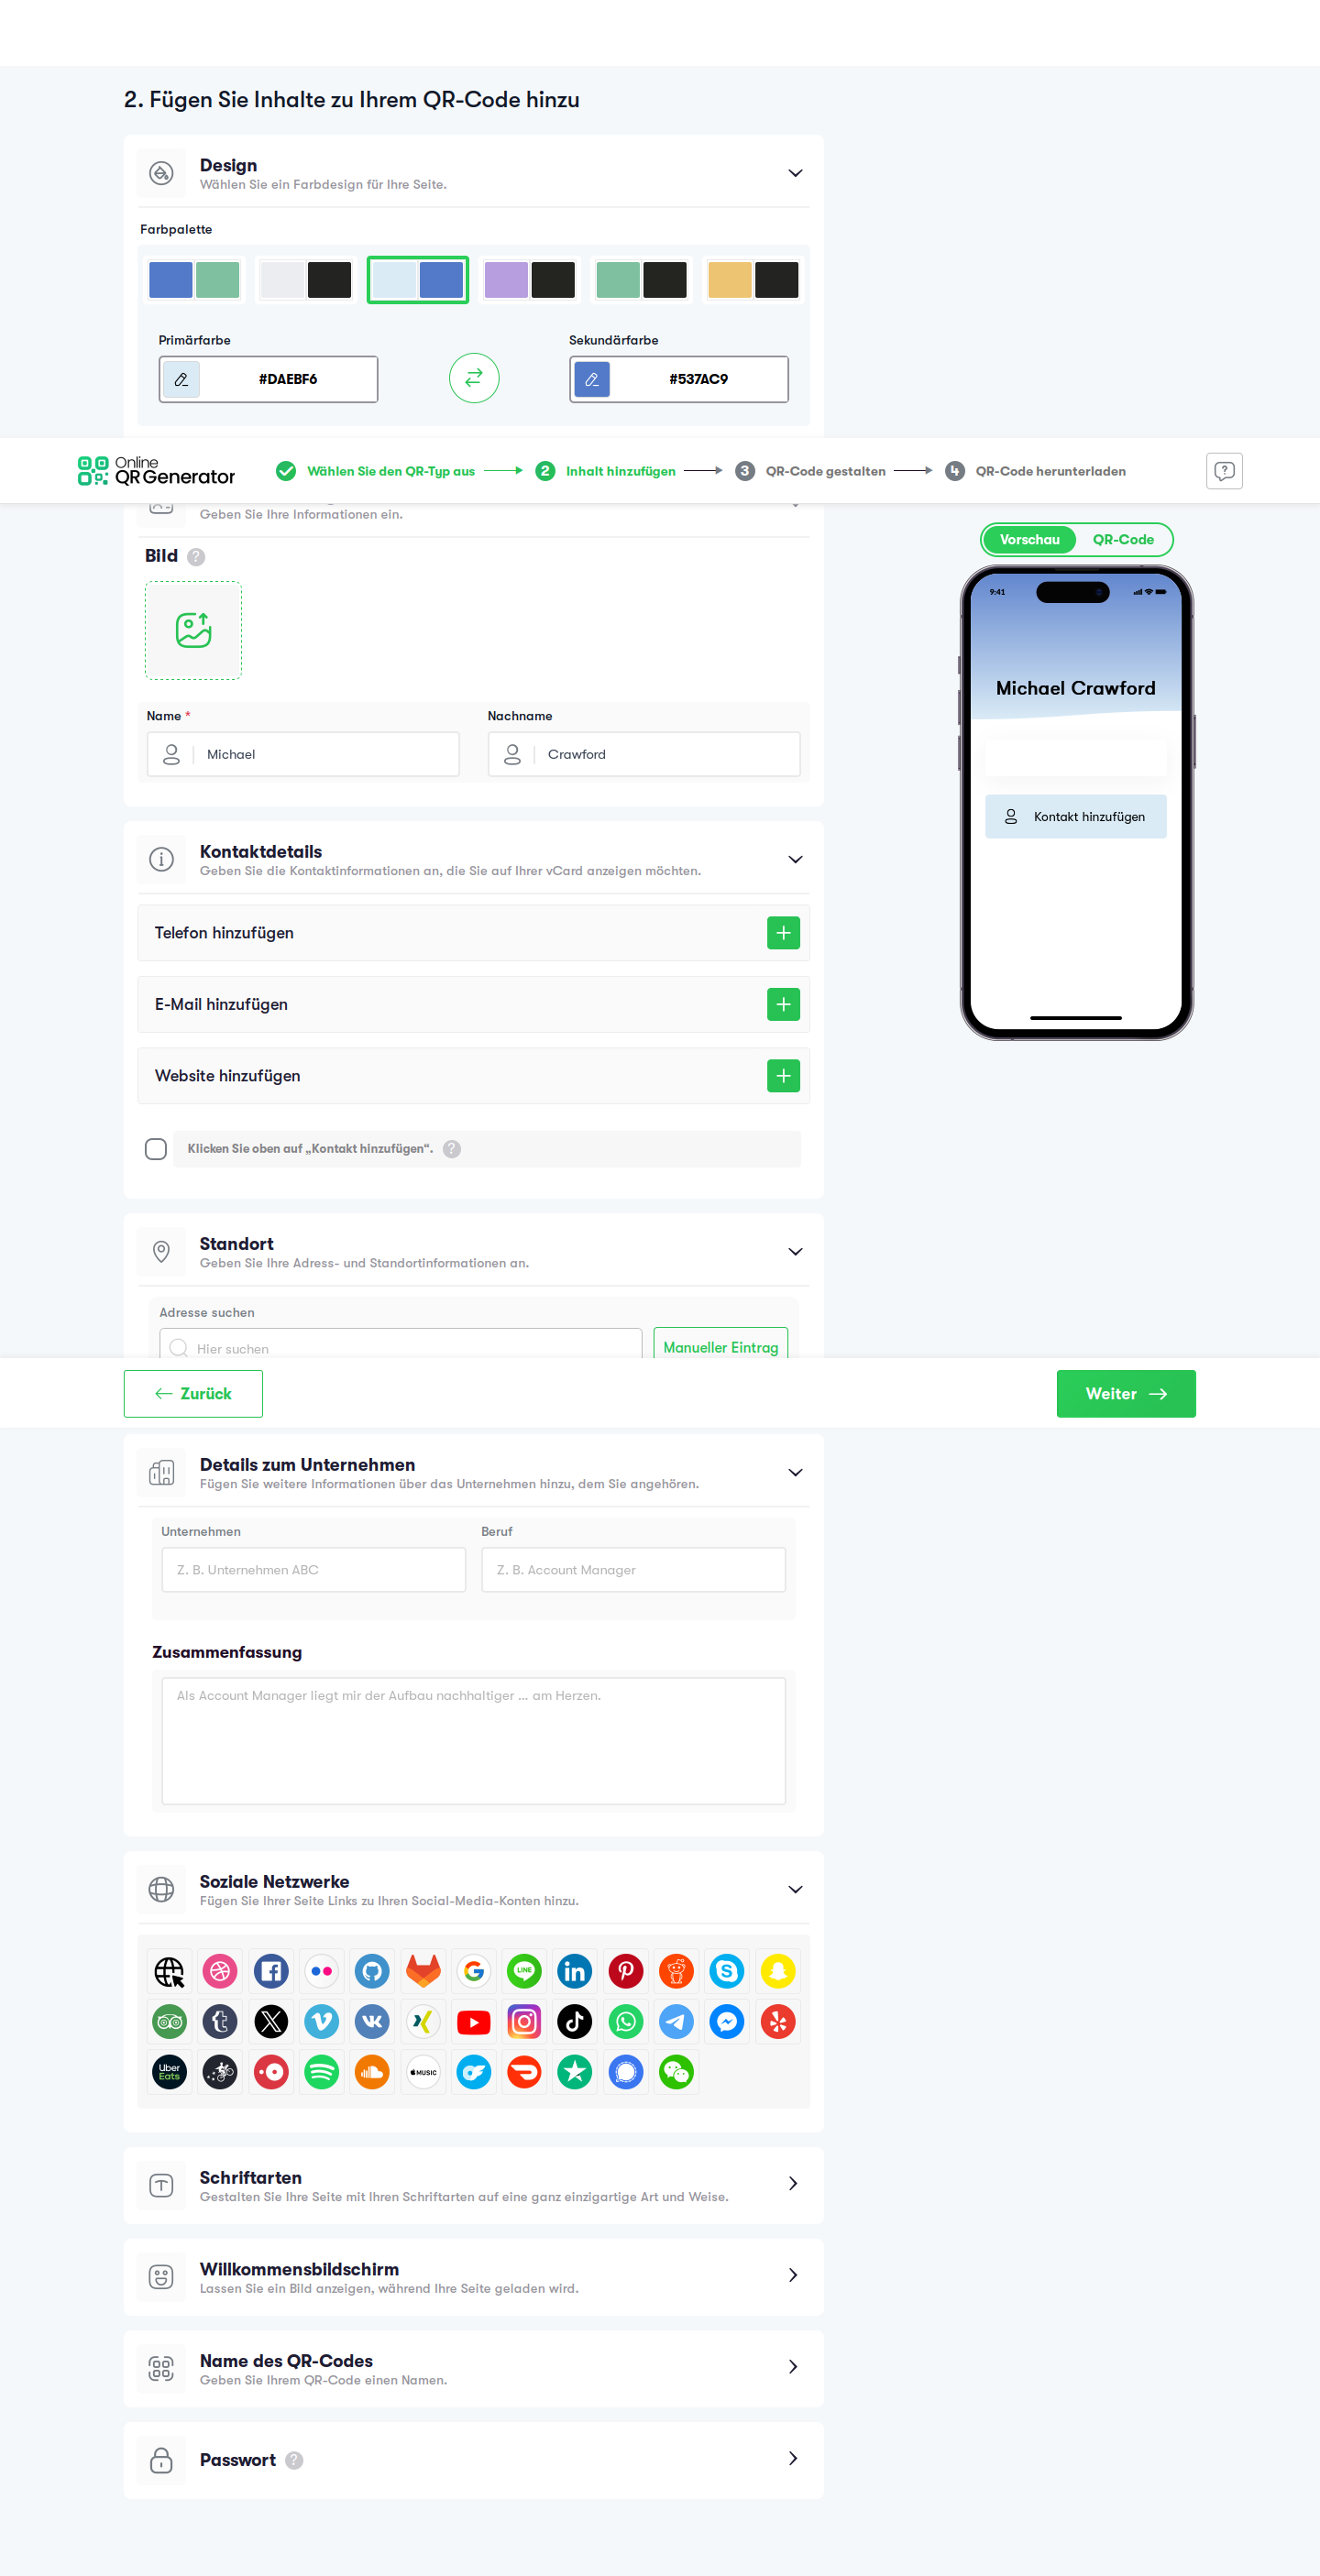 2. Fügen Sie Inhalte zu Ihrem QR-Code hinzu
Design
Wählen Sie ein Farbdesign für Ihre Seite.
Farbpalette
Primärfarbe
Sekundärfarbe
#DAEBF6
#537AC9
Online
QR Generator
Wählen Sie den QR-Typ aus
2
Inhalt hinzufügen
3
QR-Code gestalten
4
QR-Code herunterladen
Geben Sie Ihre Informationen ein.
Vorschau
QR-Code
Bild
9:41
Michael Crawford
Kontakt hinzufügen
Name *
Nachname
Michael
Crawford
Kontaktdetails
Geben Sie die Kontaktinformationen an, die Sie auf Ihrer vCard anzeigen möchten.
Telefon hinzufügen
E-Mail hinzufügen
Website hinzufügen
Klicken Sie oben auf „Kontakt hinzufügen“.
Standort
Geben Sie Ihre Adress- und Standortinformationen an.
Adresse suchen
Hier suchen
Manueller Eintrag
Zurück
Weiter
Details zum Unternehmen
Fügen Sie weitere Informationen über das Unternehmen hinzu, dem Sie angehören.
Unternehmen
Beruf
Z. B. Unternehmen ABC
Z. B. Account Manager
Zusammenfassung
Als Account Manager liegt mir der Aufbau nachhaltiger ... am Herzen.
Soziale Netzwerke
Fügen Sie Ihrer Seite Links zu Ihren Social-Media-Konten hinzu.
LINE
Uber
Eats
MUSIC
Schriftarten
Gestalten Sie Ihre Seite mit Ihren Schriftarten auf eine ganz einzigartige Art und Weise.
Willkommensbildschirm
Lassen Sie ein Bild anzeigen, während Ihre Seite geladen wird.
Name des QR-Codes
Geben Sie Ihrem QR-Code einen Namen.
Passwort